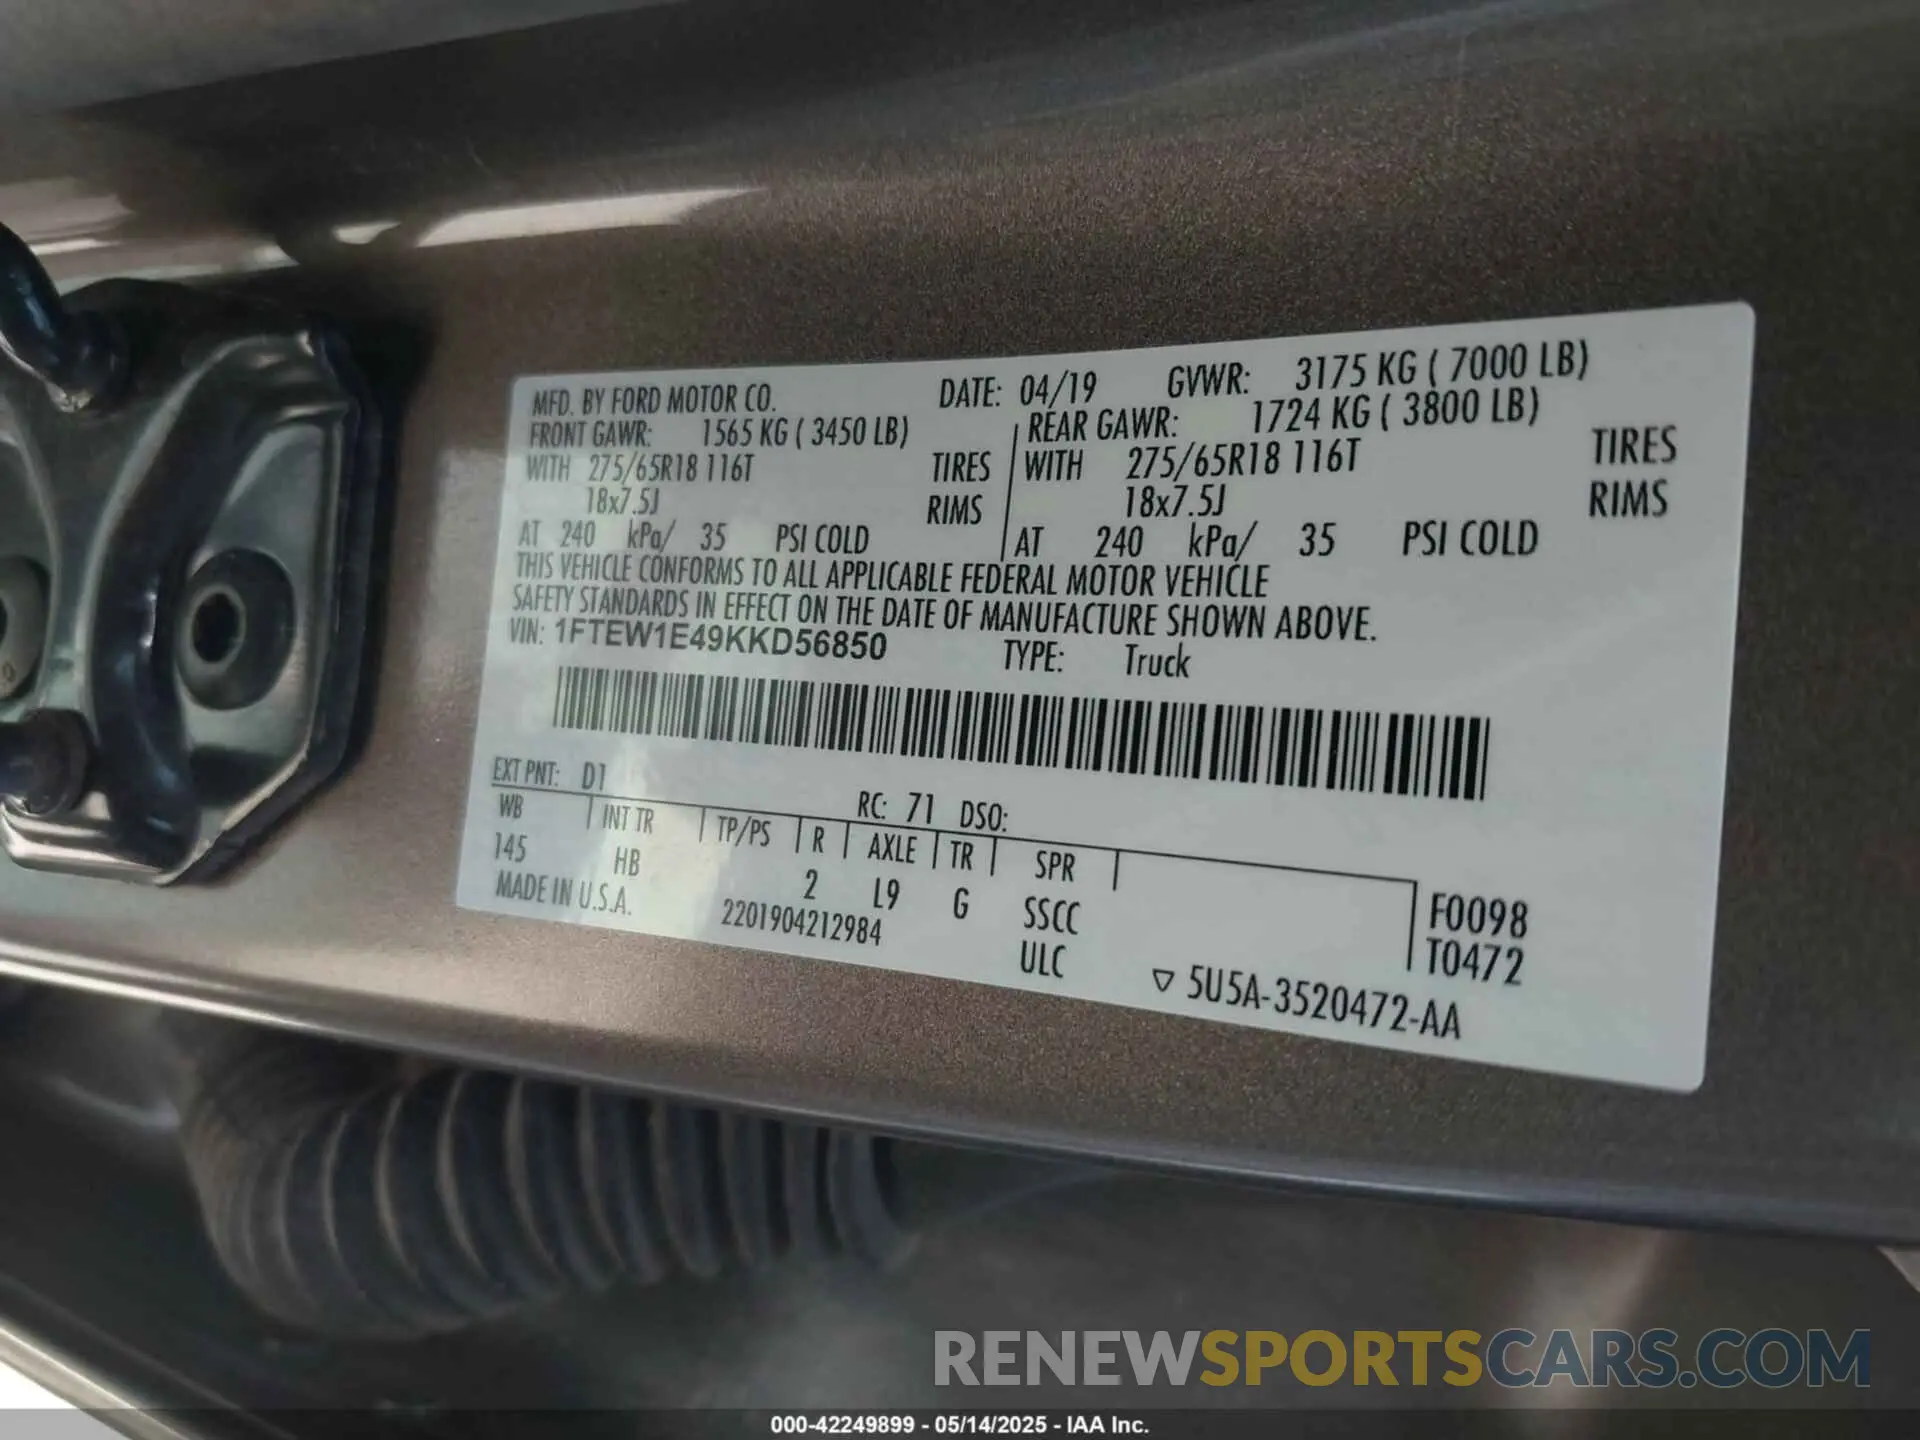 MFD. BY FORD MOTOR CO. DATE: 04/19 GVWR: 3175 KG ( 7000 LB)
FRONT GAWR: 1565 KG ( 3450 LB) REAR GAWR: 1724 KG ( 3800 LB)
WITH 275/65R18 116T TIRES WITH 275/65R18 116T TIRES
18x7.5J RIMS 18x7.5J RIMS
AT 240 kPa/ 35 PSI COLD AT 240 kPa/ 35 PSI COLD
THIS VEHICLE CONFORMS TO ALL APPLICABLE FEDERAL MOTOR VEHICLE
SAFETY STANDARDS IN EFFECT ON THE DATE OF MANUFACTURE SHOWN ABOVE.
VIN: 1FTEW1E49KKD56850 TYPE: Truck
EXT PNT: D1 RC: 71 DSO:
WB INT TR TP/PS R AXLE TR SPR
145 HB 2 L9 G SSCC F0098
MADE IN U.S.A. 2201904212984 ULC T0472
▽ 5U5A-3520472-AA
RENEWSPORTSCARS.COM
000-42249899 - 05/14/2025 - IAA Inc.